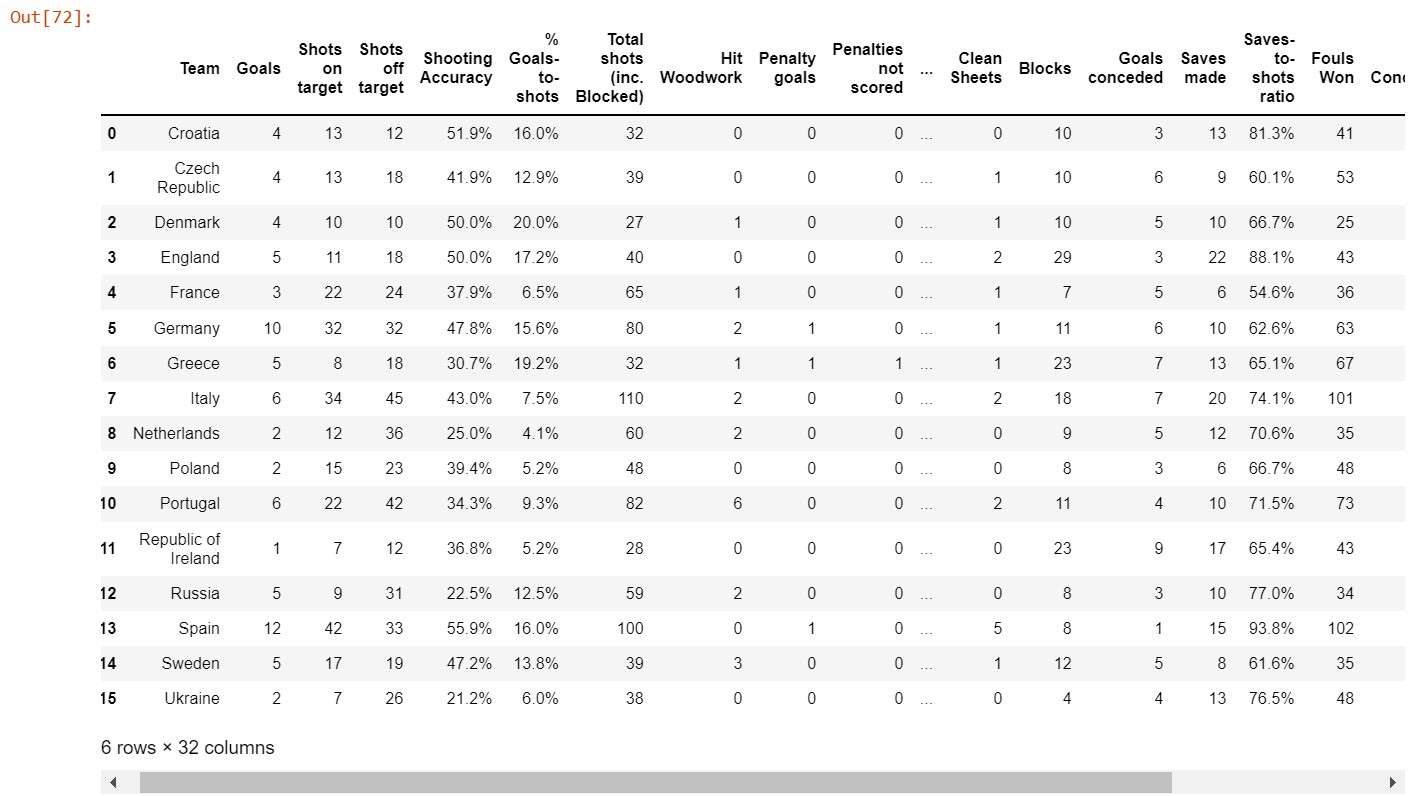 Out[72]:
Team Goals Shots on target Shots off target Shooting Accuracy % Goals-to-shots Total shots (inc. Blocked) Hit Woodwork Penalty goals Penalties not scored ... Clean Sheets Blocks Goals conceded Saves made Saves-to-shots ratio Fouls Won
0 Croatia 4 13 12 51.9% 16.0% 32 0 0 0 ... 0 10 3 13 81.3% 41
1 Czech Republic 4 13 18 41.9% 12.9% 39 0 0 0 ... 1 10 6 9 60.1% 53
2 Denmark 4 10 10 50.0% 20.0% 27 1 0 0 ... 1 10 5 10 66.7% 25
3 England 5 11 18 50.0% 17.2% 40 0 0 0 ... 2 29 3 22 88.1% 43
4 France 3 22 24 37.9% 6.5% 65 1 0 0 ... 1 7 5 6 54.6% 36
5 Germany 10 32 32 47.8% 15.6% 80 2 1 0 ... 1 11 6 10 62.6% 63
6 Greece 5 8 18 30.7% 19.2% 32 1 1 1 ... 1 23 7 13 65.1% 67
7 Italy 6 34 45 43.0% 7.5% 110 2 0 0 ... 2 18 7 20 74.1% 101
8 Netherlands 2 12 36 25.0% 4.1% 60 2 0 0 ... 0 9 5 12 70.6% 35
9 Poland 2 15 23 39.4% 5.2% 48 0 0 0 ... 0 8 3 6 66.7% 48
10 Portugal 6 22 42 34.3% 9.3% 82 6 0 0 ... 2 11 4 10 71.5% 73
11 Republic of Ireland 1 7 12 36.8% 5.2% 28 0 0 0 ... 0 23 9 17 65.4% 43
12 Russia 5 9 31 22.5% 12.5% 59 2 0 0 ... 0 8 3 10 77.0% 34
13 Spain 12 42 33 55.9% 16.0% 100 0 1 0 ... 5 8 1 15 93.8% 102
14 Sweden 5 17 19 47.2% 13.8% 39 3 0 0 ... 1 12 5 8 61.6% 35
15 Ukraine 2 7 26 21.2% 6.0% 38 0 0 0 ... 0 4 4 13 76.5% 48
6 rows × 32 columns